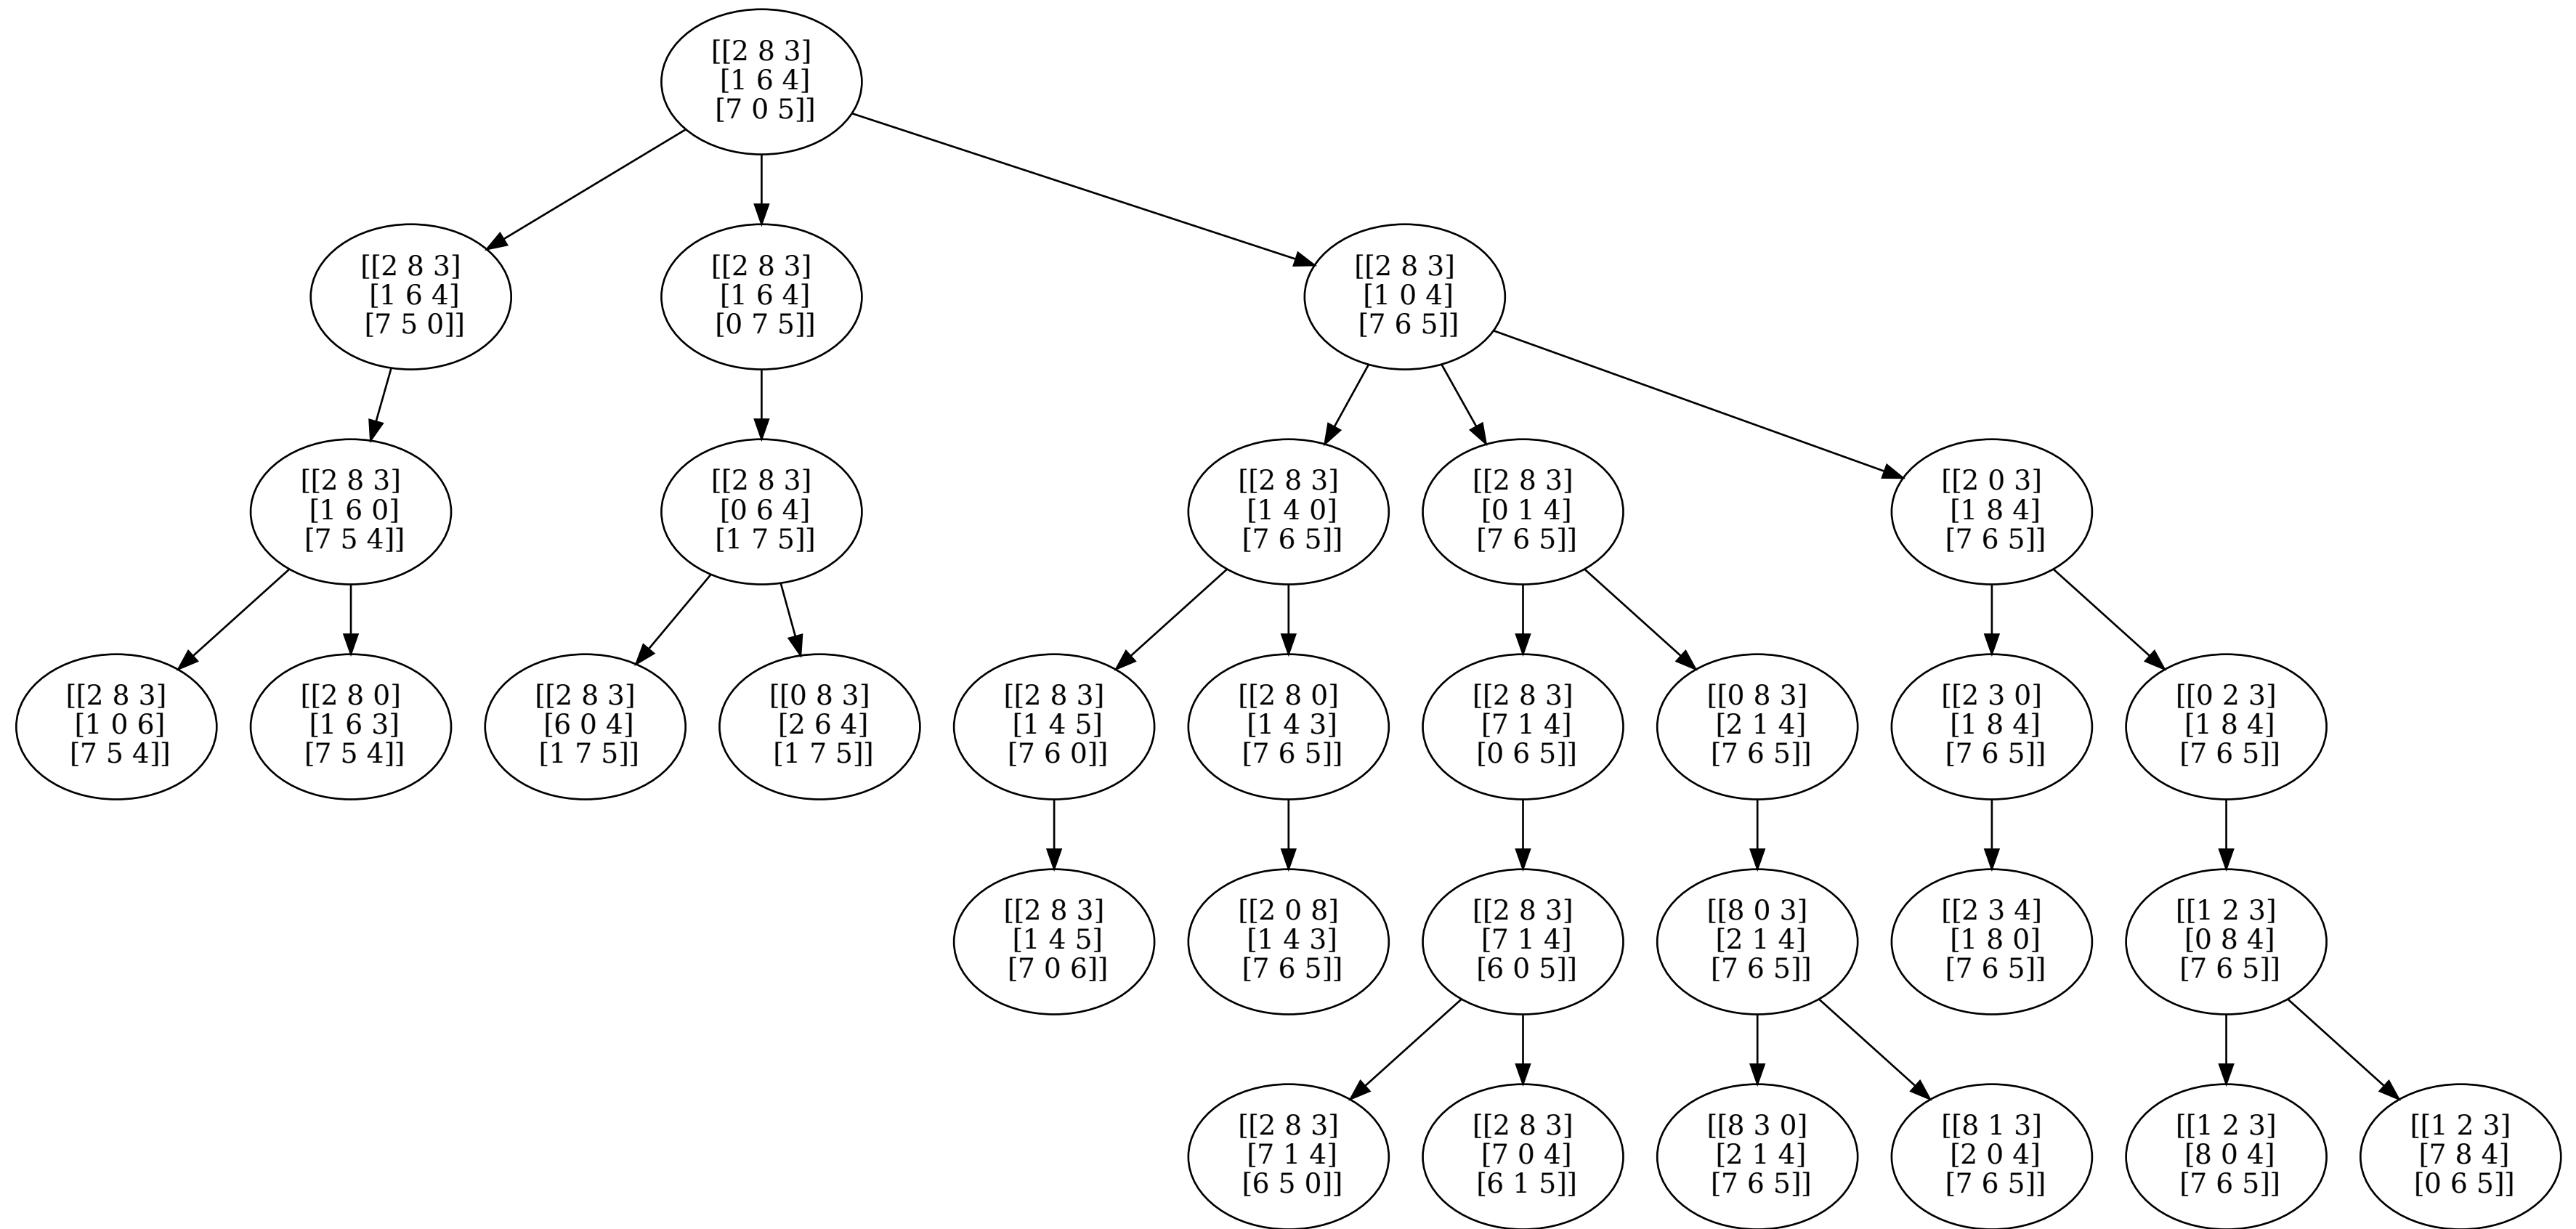 [[2 8 3]
[1 6 4]
[7 0 5]]
[[2 8 3]
[1 6 4]
[7 5 0]]
[[2 8 3]
[1 6 4]
[0 7 5]]
[[2 8 3]
[1 0 4]
[7 6 5]]
[[2 8 3]
[1 6 0]
[7 5 4]]
[[2 8 3]
[0 6 4]
[1 7 5]]
[[2 8 3]
[1 4 0]
[7 6 5]]
[[2 8 3]
[0 1 4]
[7 6 5]]
[[2 0 3]
[1 8 4]
[7 6 5]]
[[2 8 3]
[1 0 6]
[7 5 4]]
[[2 8 0]
[1 6 3]
[7 5 4]]
[[2 8 3]
[6 0 4]
[1 7 5]]
[[0 8 3]
[2 6 4]
[1 7 5]]
[[2 8 3]
[1 4 5]
[7 6 0]]
[[2 8 0]
[1 4 3]
[7 6 5]]
[[2 8 3]
[7 1 4]
[0 6 5]]
[[0 8 3]
[2 1 4]
[7 6 5]]
[[2 3 0]
[1 8 4]
[7 6 5]]
[[0 2 3]
[1 8 4]
[7 6 5]]
[[2 8 3]
[1 4 5]
[7 0 6]]
[[2 0 8]
[1 4 3]
[7 6 5]]
[[2 8 3]
[7 1 4]
[6 0 5]]
[[8 0 3]
[2 1 4]
[7 6 5]]
[[2 3 4]
[1 8 0]
[7 6 5]]
[[1 2 3]
[0 8 4]
[7 6 5]]
[[2 8 3]
[7 1 4]
[6 5 0]]
[[2 8 3]
[7 0 4]
[6 1 5]]
[[8 3 0]
[2 1 4]
[7 6 5]]
[[8 1 3]
[2 0 4]
[7 6 5]]
[[1 2 3]
[8 0 4]
[7 6 5]]
[[1 2 3]
[7 8 4]
[0 6 5]]